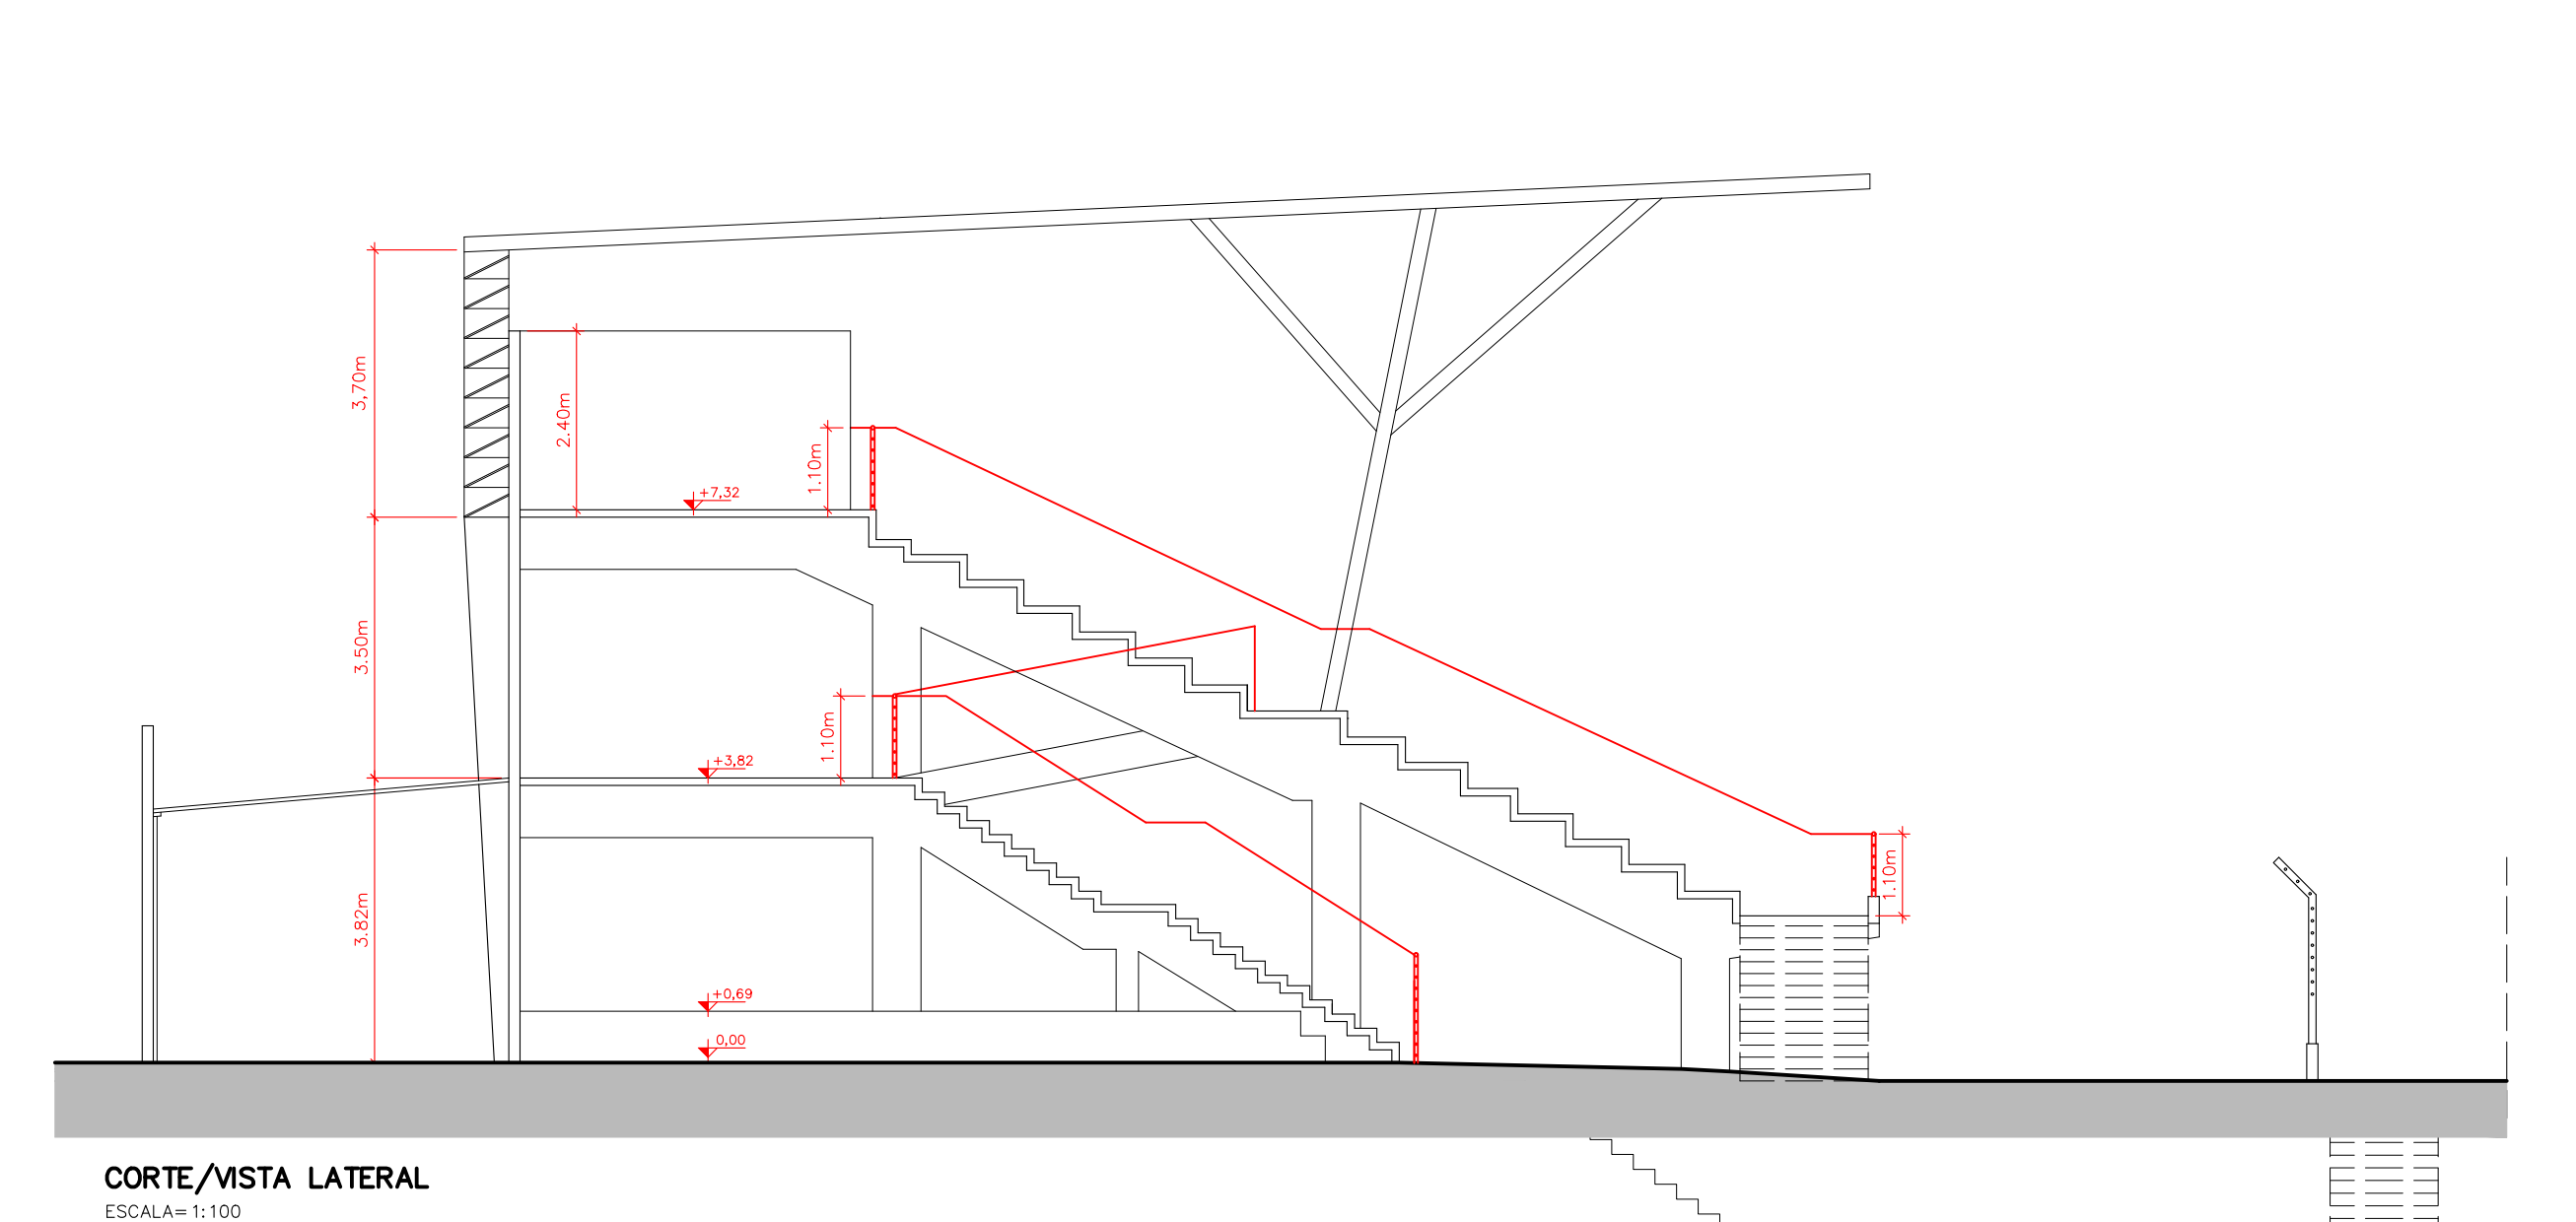 3,70m
2.40m
1.10m
+7,32
3.50m
1.10m
+3,82
1.10m
3.82m
+0,69
0,00
CORTE/VISTA LATERAL
ESCALA=1:100